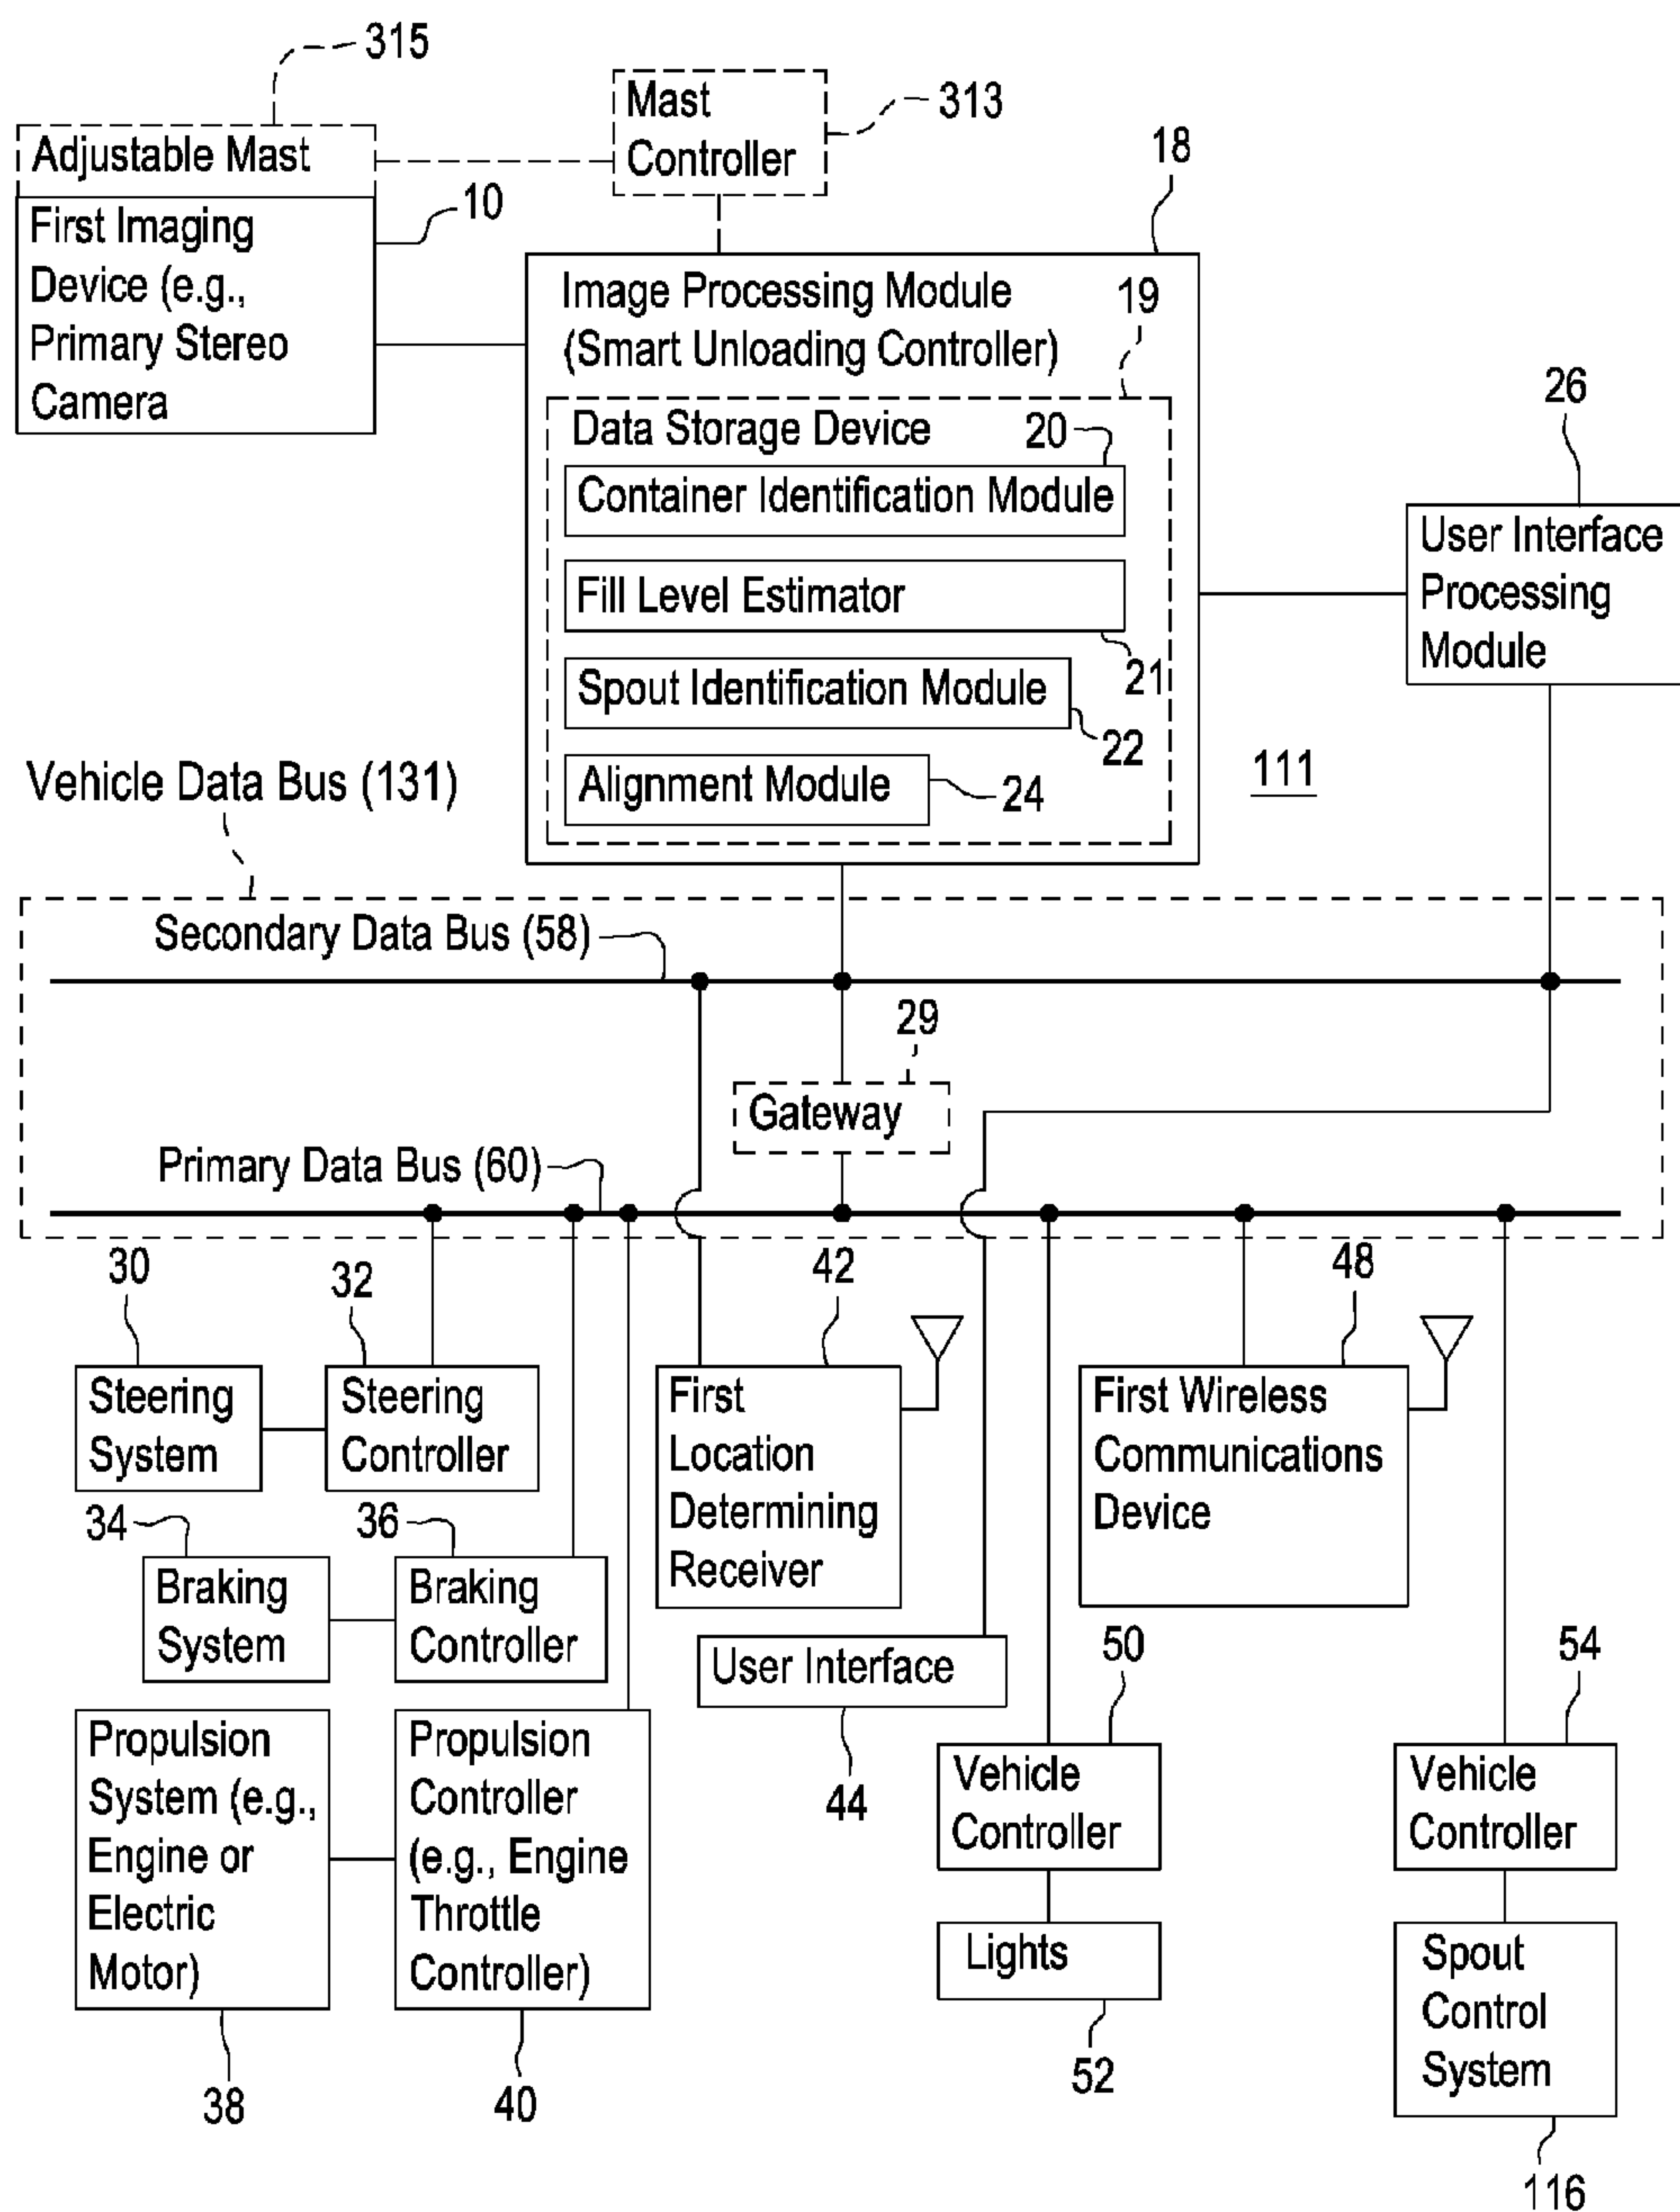 315
Mast
Controller
313
Adjustable Mast
18
10
First Imaging
Device (e.g.,
Primary Stereo
Camera
Image Processing Module
(Smart Unloading Controller)
19
26
Data Storage Device
20
Container Identification Module
User Interface
Processing
Module
Fill Level Estimator
21
Spout Identification Module
22
Vehicle Data Bus (131)
111
Alignment Module
24
Secondary Data Bus (58)
29
Gateway
Primary Data Bus (60)
30
32
42
48
Steering
System
Steering
Controller
First
Location
Determining
Receiver
First Wireless
Communications
Device
34
36
Braking
System
Braking
Controller
User Interface
44
50
54
Propulsion
System (e.g.,
Engine or
Electric
Motor)
Propulsion
Controller
(e.g., Engine
Throttle
Controller)
Vehicle
Controller
Vehicle
Controller
Lights
Spout
Control
System
38
40
52
116